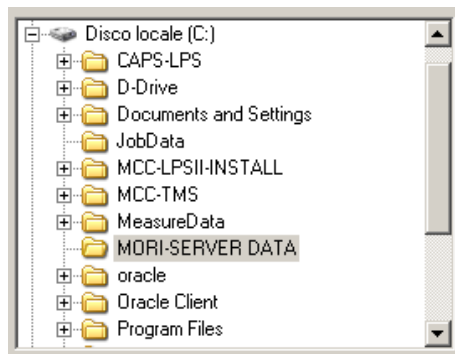 Disco locale (C:)
CAPS-LPS
D-Drive
Documents and Settings
JobData
MCC-LPSII-INSTALL
MCC-TMS
MeasureData
MORI-SERVER DATA
oracle
Oracle Client
Program Files